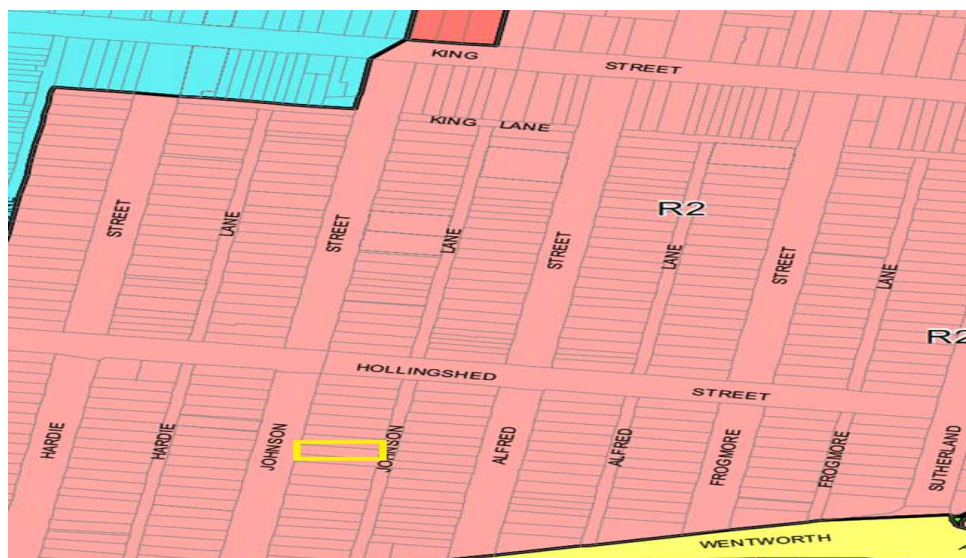 KING STREET
KING LANE
R2
STREET
LANE
STREET
LANE
STREET
LANE
STREET
LANE
R2
HOLLINGSHED STREET
HARDIE
HARDIE
JOHNSON
JOHNSON
ALFRED
ALFRED
FROGMORE
FROGMORE
SUTHERLAND
WENTWORTH